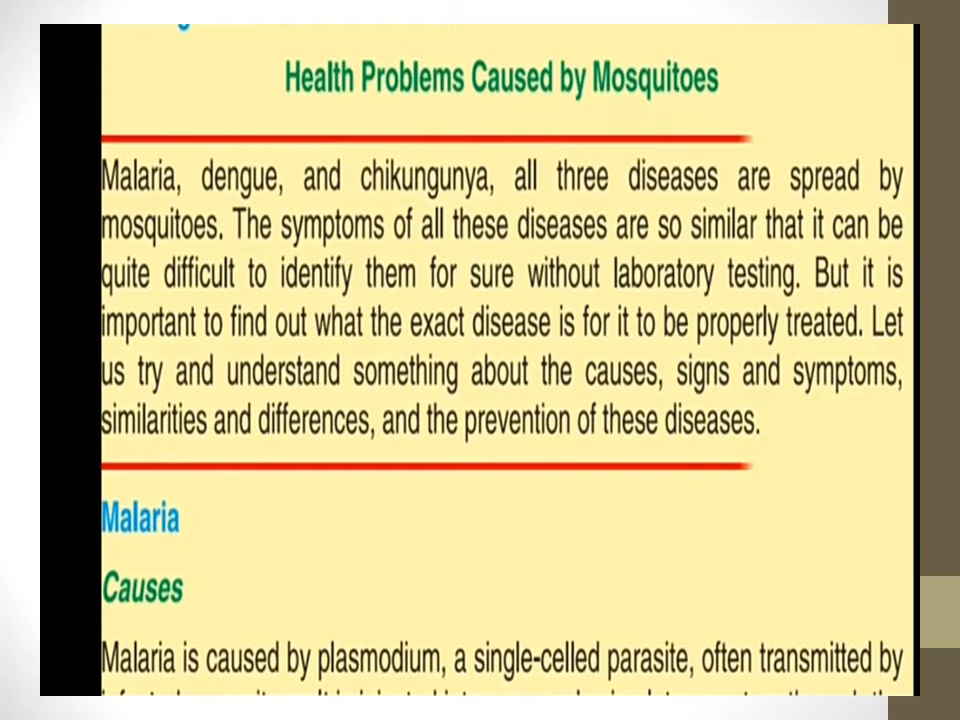 Health Problems Caused by Mosquitoes
Malaria, dengue, and chikungunya, all three diseases are spread by
mosquitoes. The symptoms of all these diseases are so similar that it can be
quite difficult to identify them for sure without laboratory testing. But it is
important to find out what the exact disease is for it to be properly treated. Let
us try and understand something about the causes, signs and symptoms,
similarities and differences, and the prevention of these diseases.
Malaria
Causes
Malaria is caused by plasmodium, a single-celled parasite, often transmitted by